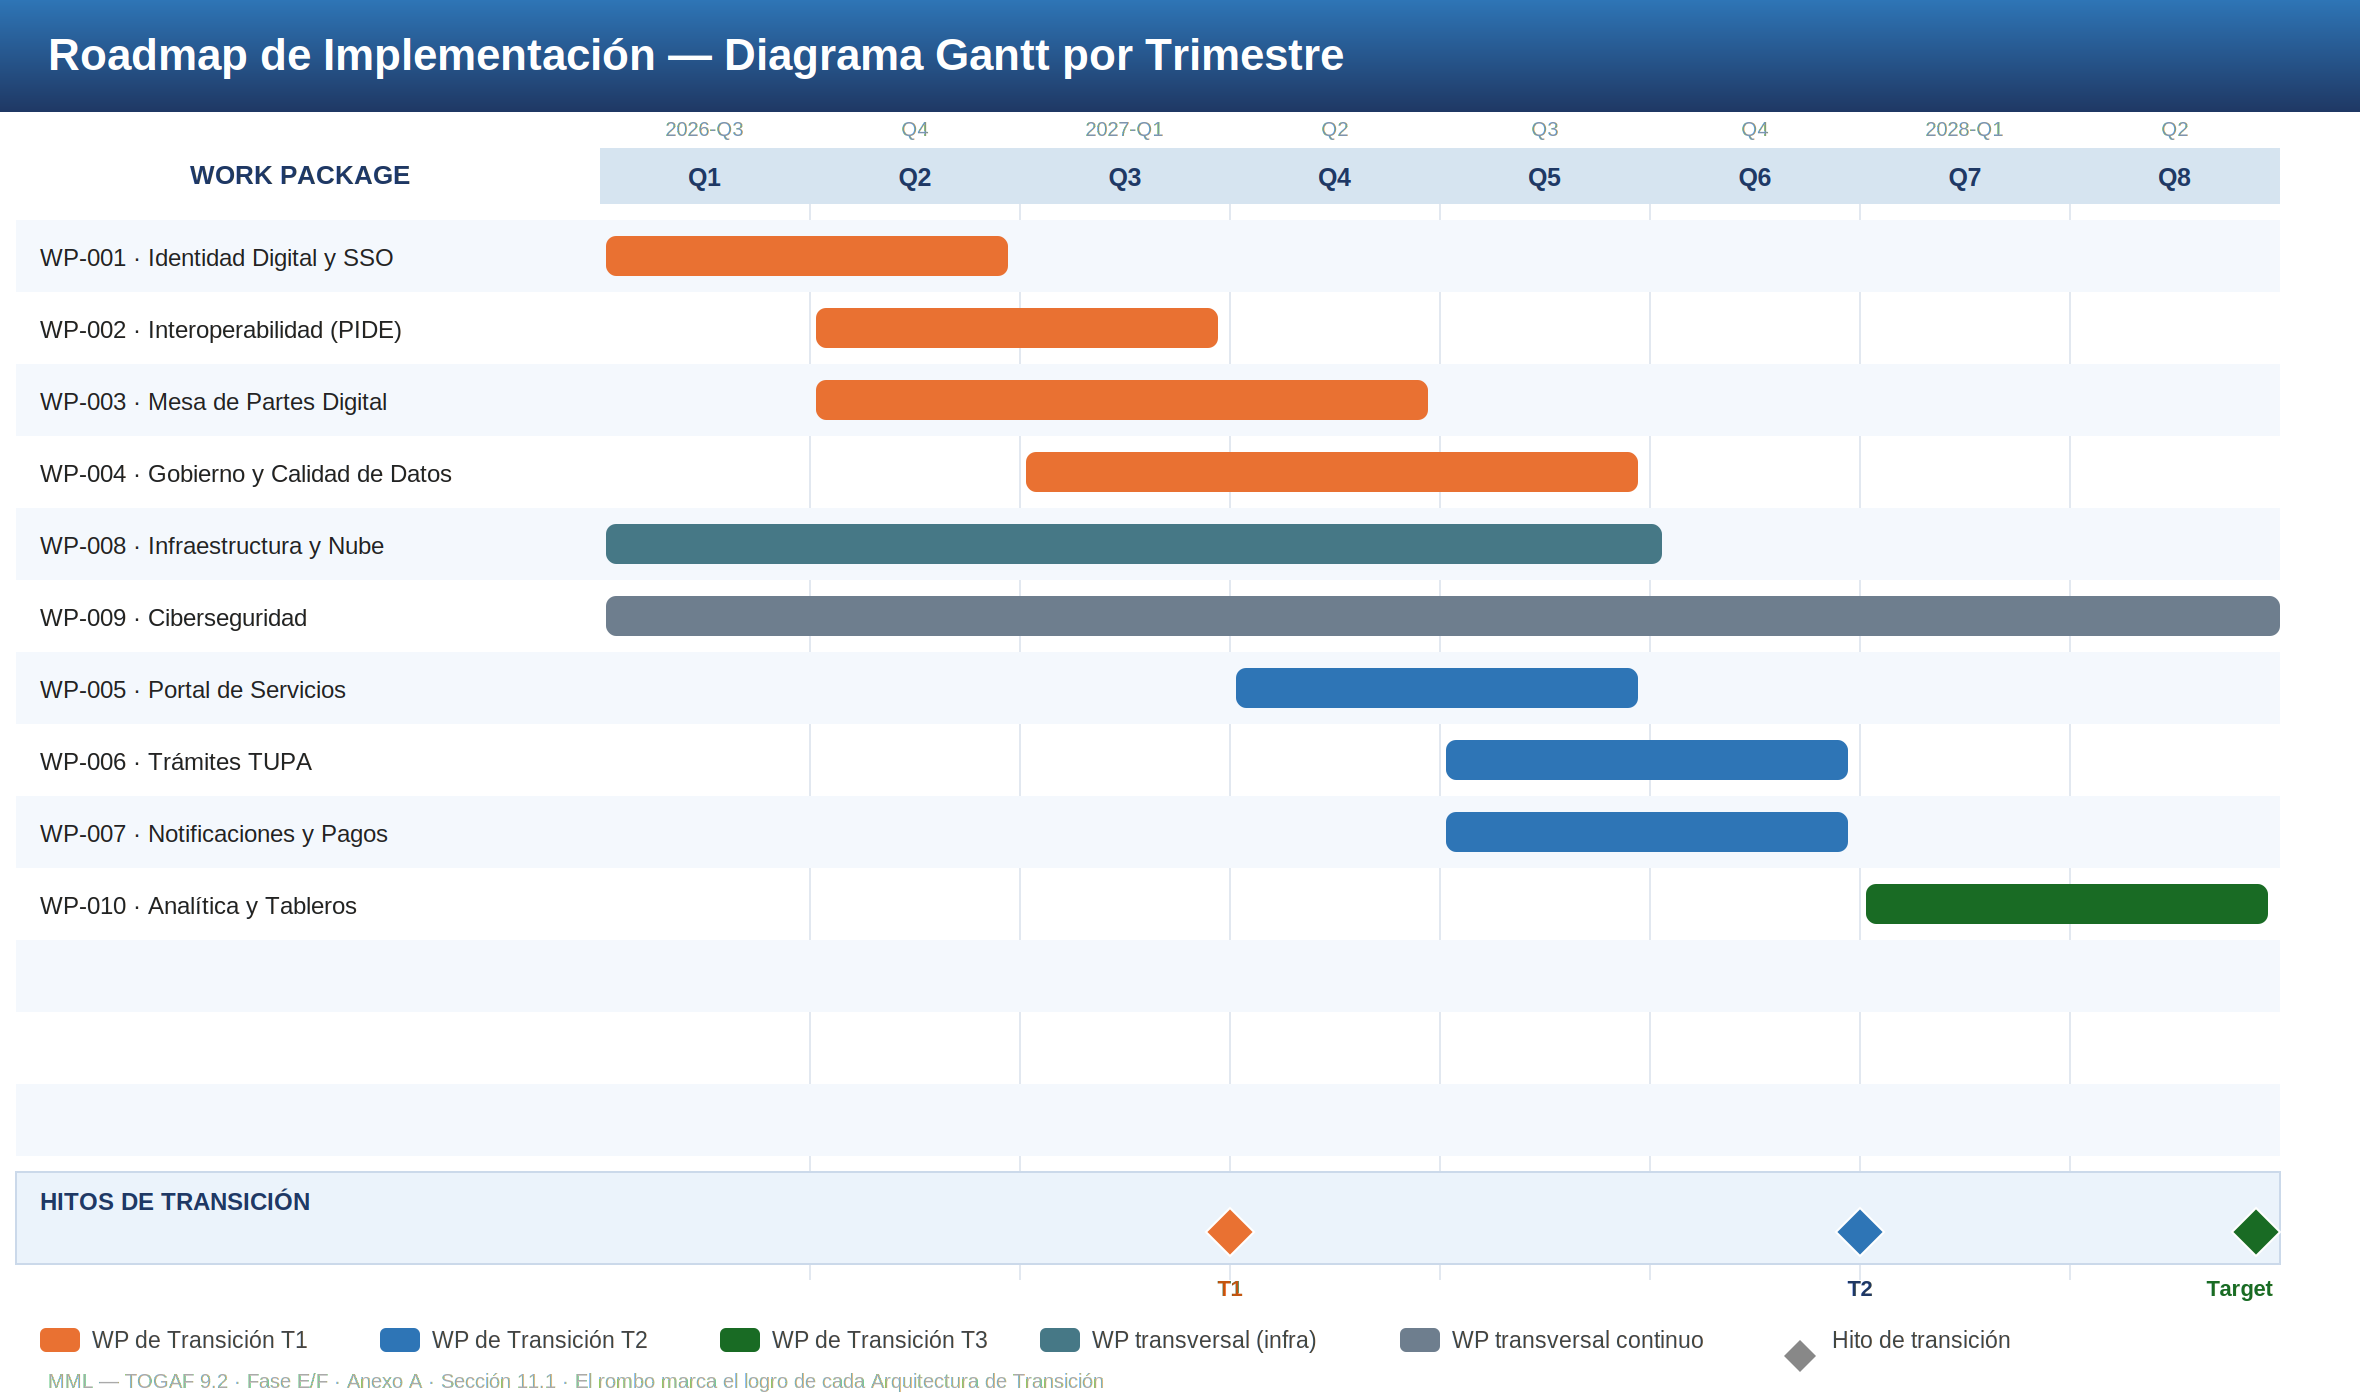 Roadmap de Implementación — Diagrama Gantt por Trimestre
2026-Q3 Q4 2027-Q1 Q2 Q3 Q4 2028-Q1 Q2
WORK PACKAGE Q1 Q2 Q3 Q4 Q5 Q6 Q7 Q8
WP-001 · Identidad Digital y SSO
WP-002 · Interoperabilidad (PIDE)
WP-003 · Mesa de Partes Digital
WP-004 · Gobierno y Calidad de Datos
WP-008 · Infraestructura y Nube
WP-009 · Ciberseguridad
WP-005 · Portal de Servicios
WP-006 · Trámites TUPA
WP-007 · Notificaciones y Pagos
WP-010 · Analítica y Tableros
HITOS DE TRANSICIÓN
T1 T2 Target
WP de Transición T1 WP de Transición T2 WP de Transición T3 WP transversal (infra) WP transversal continuo Hito de transición
MML — TOGAF 9.2 · Fase E/F · Anexo A · Sección 11.1 · El rombo marca el logro de cada Arquitectura de Transición